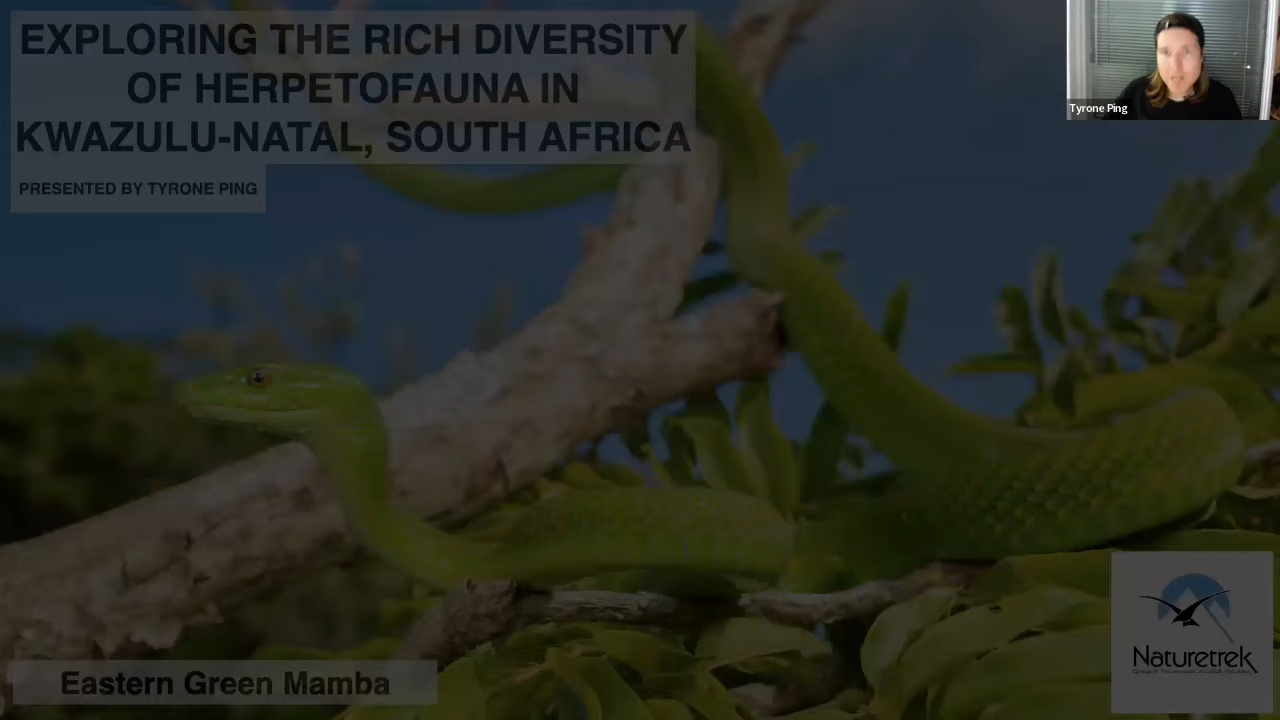 EXPLORING THE RICH DIVERSITY
OF HERPETOFAUNA IN
KWAZULU-NATAL, SOUTH AFRICA
PRESENTED BY TYRONE PING
Tyrone Ping
Eastern Green Mamba
Naturetrek